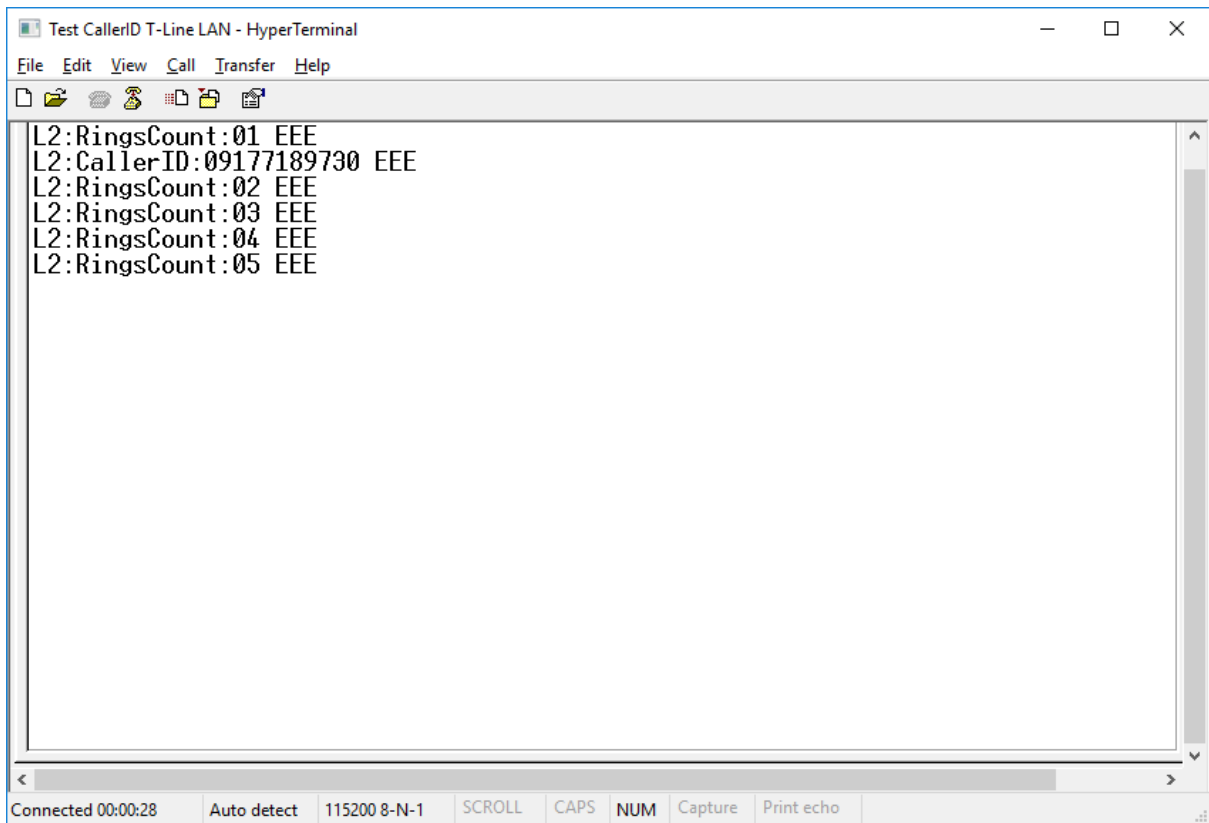 Test CallerID T-Line LAN - HyperTerminal
File Edit View Call Transfer Help
L2:RingsCount:01 EEE
L2:CallerID:09177189730 EEE
L2:RingsCount:02 EEE
L2:RingsCount:03 EEE
L2:RingsCount:04 EEE
L2:RingsCount:05 EEE
Connected 00:00:28 Auto detect 115200 8-N-1 SCROLL CAPS NUM Capture Print echo